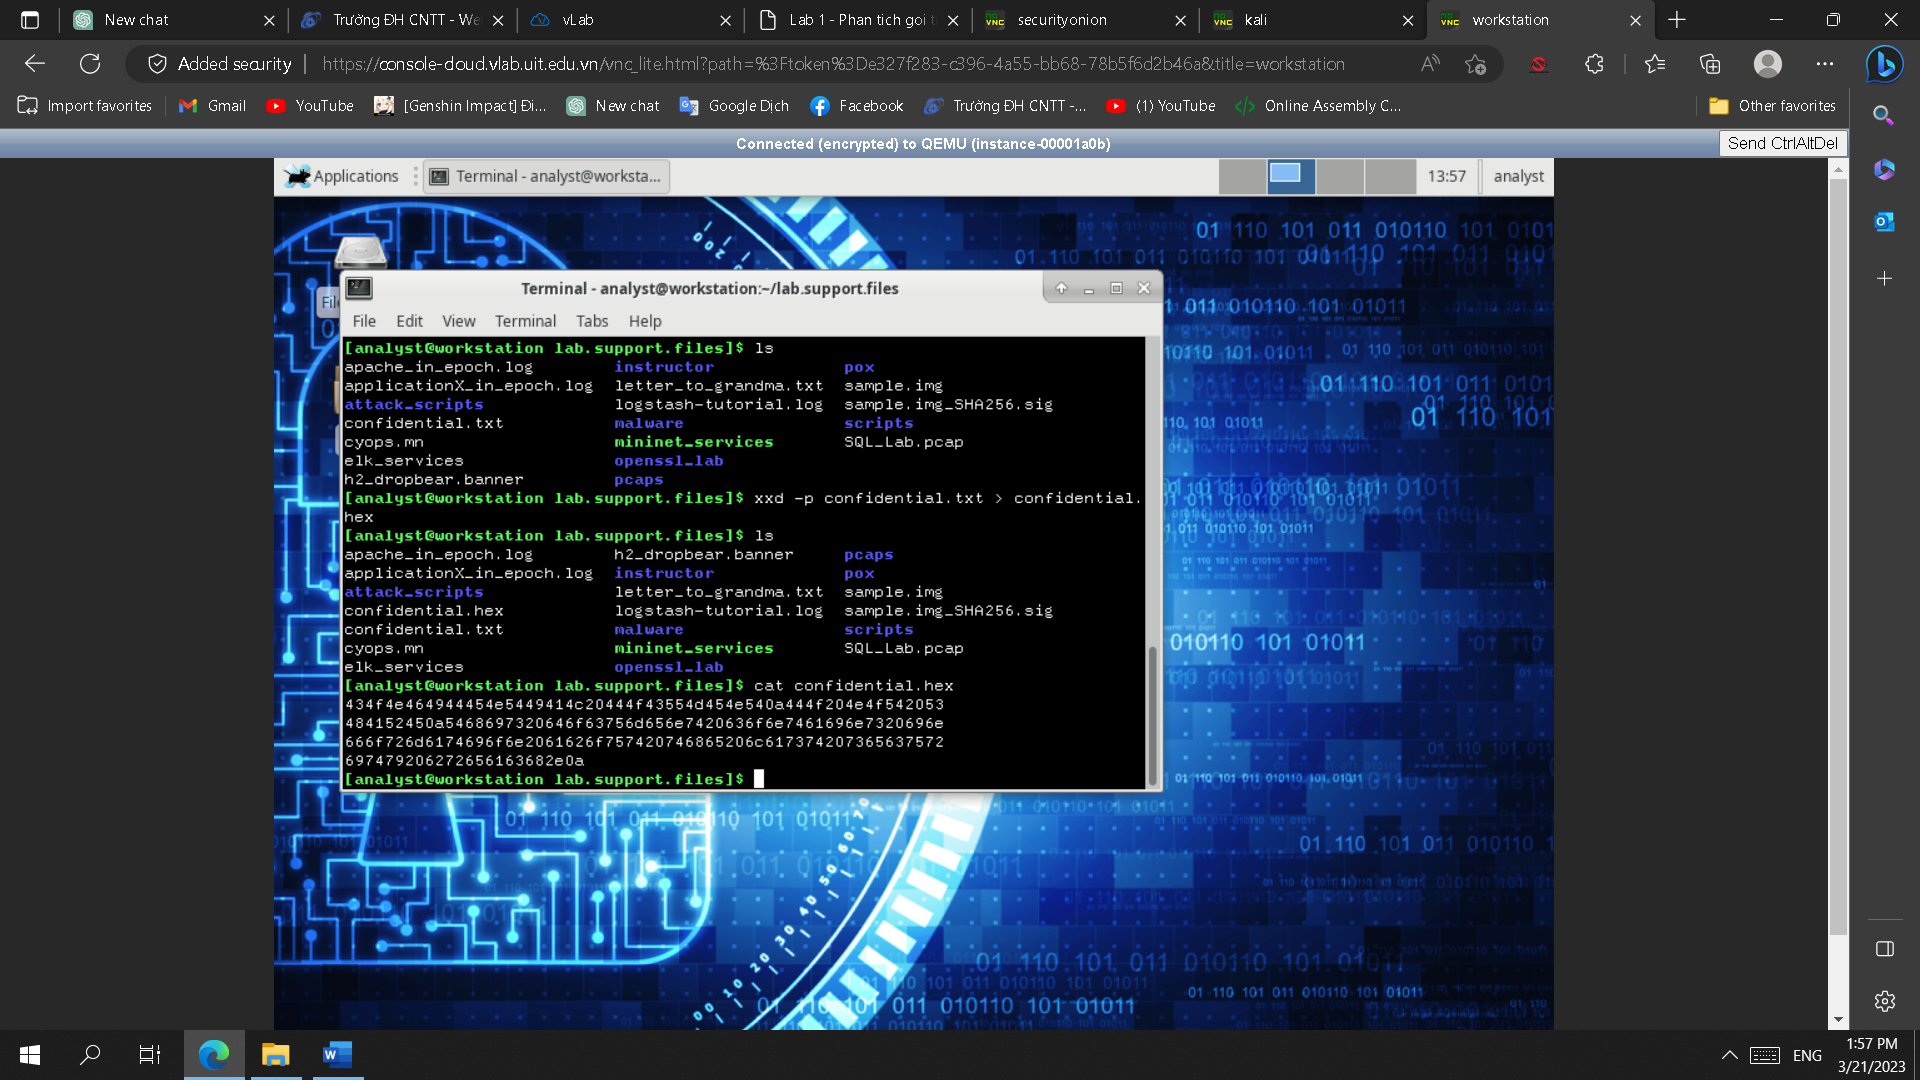 New chat
Trường ĐH CNTT - We
vLab
Lab 1 - Phan tich goi t
securityonion
kali
workstation
Added security
https://console-cloud.vlab.uit.edu.vn/vnc_lite.html?path=%3Ftoken%3De327f283-c396-4a55-bb68-78b5f6d2b46a&title=workstation
Import favorites
Gmail
YouTube
[Genshin Impact] Đi...
New chat
Google Dịch
Facebook
Trường ĐH CNTT -...
(1) YouTube
Online Assembly C...
Other favorites
Connected (encrypted) to QEMU (instance-00001a0b)
Send CtrlAltDel
Applications
Terminal - analyst@worksta...
13:57
analyst
Terminal - analyst@workstation:~/lab.support.files
File Edit View Terminal Tabs Help
[analyst@workstation lab.support.files]$ ls
apache_in_epoch.log instructor pox
applicationX_in_epoch.log letter_to_grandma.txt sample.img
attack_scripts logstash-tutorial.log sample.img_SHA256.sig
confidential.txt malware scripts
cyops.mn mininet_services SQL_Lab.pcap
elk_services openssl_lab
h2_dropbear.banner pcaps
[analyst@workstation lab.support.files]$ xxd -p confidential.txt > confidential.
hex
[analyst@workstation lab.support.files]$ ls
apache_in_epoch.log h2_dropbear.banner pcaps
applicationX_in_epoch.log instructor pox
attack_scripts letter_to_grandma.txt sample.img
confidential.hex logstash-tutorial.log sample.img_SHA256.sig
confidential.txt malware scripts
cyops.mn mininet_services SQL_Lab.pcap
elk_services openssl_lab
[analyst@workstation lab.support.files]$ cat confidential.hex
434f4e464944454e5449414c20444f43554d454e540a444f204e4f542053
484152450a5468697320646f63756d656e7420636f6e7461696e7320696e
666f726d6174696f6e2061626f757420746865206c617374207365637572
697479206272656163682e0a
[analyst@workstation lab.support.files]$
ENG
1:57 PM
3/21/2023